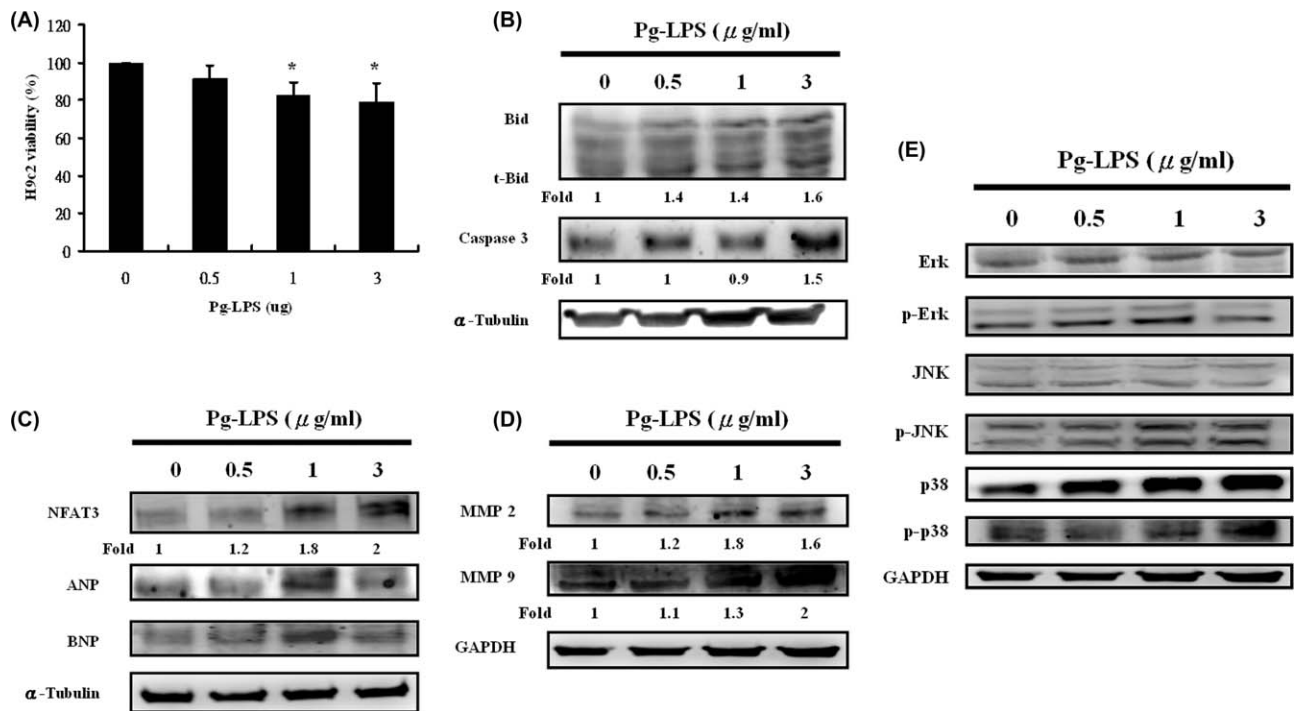 (A)
120
100
80
60
40
20
0
H9c2 viability (%)
* *
0 0.5 1 3
Pg-LPS (ug)
(B)
Pg-LPS ( μ g/ml)
0 0.5 1 3
Bid
t-Bid
Fold 1 1.4 1.4 1.6
Caspase 3
Fold 1 1 0.9 1.5
α-Tubulin
(C)
Pg-LPS ( μ g/ml)
0 0.5 1 3
NFAT3
Fold 1 1.2 1.8 2
ANP
BNP
α-Tubulin
(D)
Pg-LPS ( μ g/ml)
0 0.5 1 3
MMP 2
Fold 1 1.2 1.8 1.6
MMP 9
Fold 1 1.1 1.3 2
GAPDH
(E)
Pg-LPS ( μ g/ml)
0 0.5 1 3
Erk
p-Erk
JNK
p-JNK
p38
p-p38
GAPDH